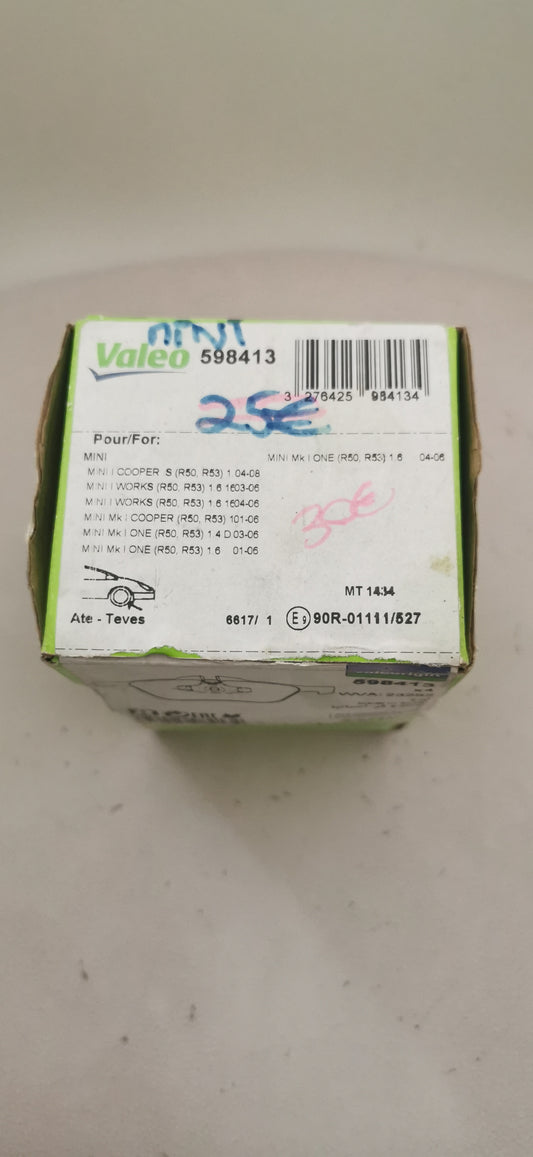 MINI
Valeo 598413
3 276425 984134
25€
Pour/For:
MINI
MINI Mk I ONE (R50, R53) 1.6 04-06
MINI I COOPER S (R50, R53) 1.04-08
MINI I WORKS (R50, R53) 1.6 1603-06
MINI I WORKS (R50, R53) 1.6 1604-06
MINI Mk I COOPER (R50, R53) 101-06
MINI Mk I ONE (R50, R53) 1.4 D 03-06
MINI Mk I ONE (R50, R53) 1.6 01-06
30€
MT 1434
Ate - Teves
6617/ 1
E9 90R-01111/527
598413
x4